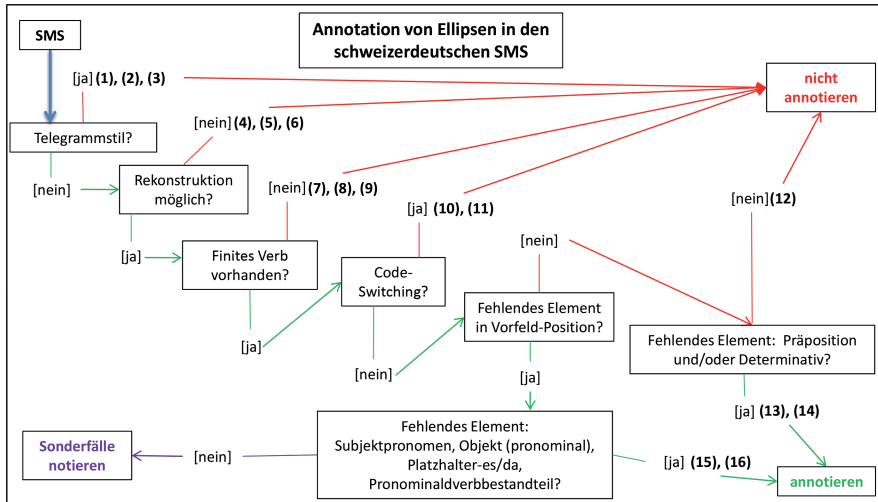 Annotation von Ellipsen in den
schweizerdeutschen SMS
SMS
[ja] (1), (2), (3)
nicht
annotieren
Telegrammstil?
[nein] (4), (5), (6)
[nein]
Rekonstruktion
möglich?
[nein] (7), (8), (9)
[nein] (12)
[ja] (10), (11)
[ja]
Finites Verb
vorhanden?
[nein]
Code-
Switching?
Fehlendes Element
in Vorfeld-Position?
[ja]
Fehlendes Element: Präposition
und/oder Determinativ?
[nein]
[ja]
[ja] (13), (14)
Fehlendes Element:
Subjektpronomen, Objekt (pronominal),
Platzhalter-es/da,
Pronominaldverbbestandteil?
Sonderfälle
notieren
[nein]
[ja] (15), (16)
annotieren